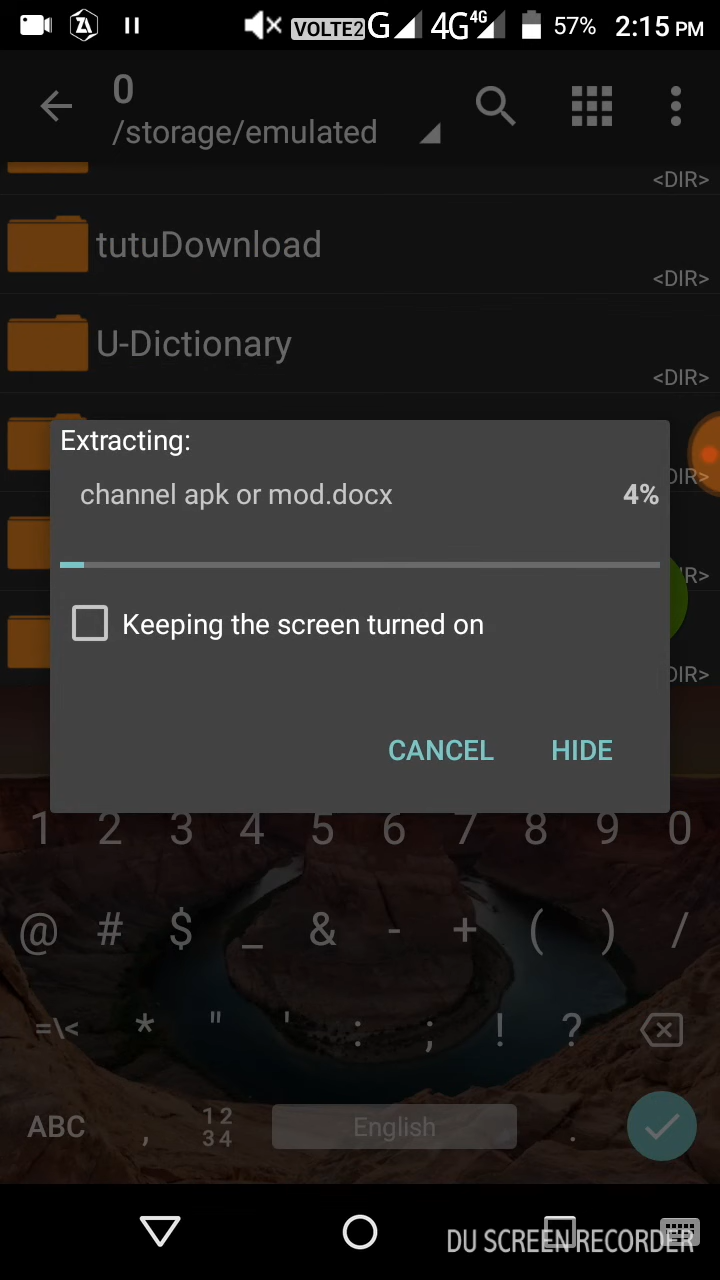 VOLTE2 G 4G 4G 57% 2:15 PM
0
/storage/emulated
<DIR>
tutuDownload
<DIR>
U-Dictionary
<DIR>
Extracting:
channel apk or mod.docx 4%
DIR>
IR>
Keeping the screen turned on
DIR>
CANCEL HIDE
1 2 3 4 5 6 7 8 9 0
@ # $ _ & - + ( ) /
=\< * " ' : ; ! ?
ABC , 12 34 English .
DU SCREEN RECORDER